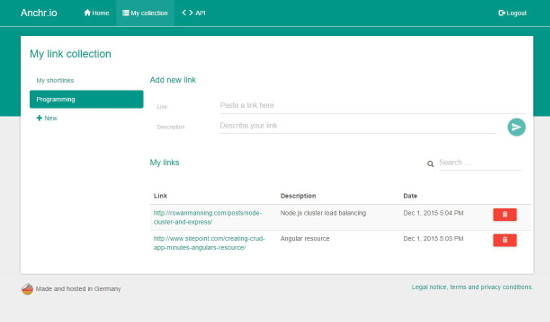 Anchr.io Home My collection < > API Logout
My link collection
My shortlinks
Programming
+ New
Add new link
Link Paste a link here
Description Describe your link
My links Search ...
Link Description Date
http://rowanmanning.com/posts/node-cluster-and-express/ Node.js cluster load balancing Dec 1, 2015 5:04 PM
http://www.sitepoint.com/creating-crud-app-minutes-angulars-resource/ Angular resource Dec 1, 2015 5:03 PM
Made and hosted in Germany Legal notice, terms and privacy conditions